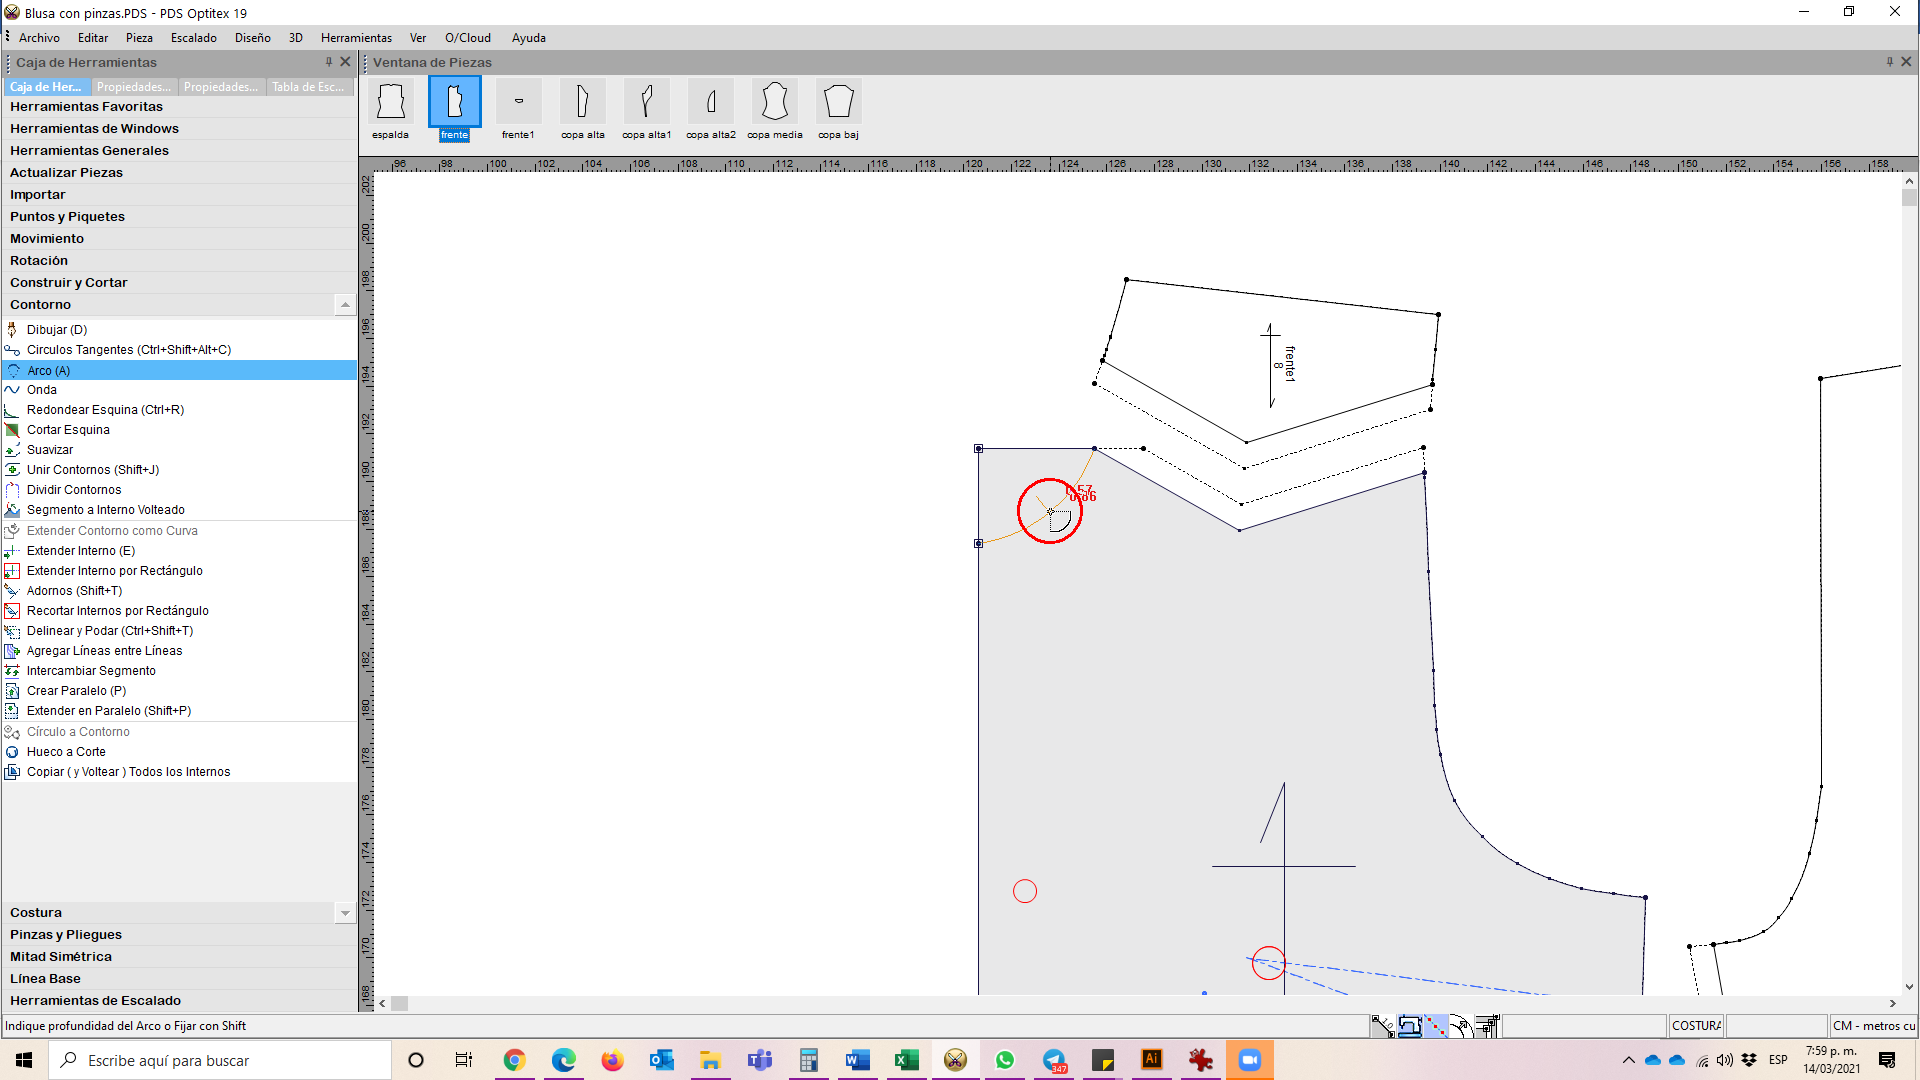 Blusa con pinzas.PDS - PDS Optitex 19
Archivo Editar Pieza Escalado Diseño 3D Herramientas Ver O/Cloud Ayuda
Caja de Herramientas
Ventana de Piezas
Caja de Her... Propiedades... Propiedades... Tabla de Esc...
Herramientas Favoritas
Herramientas de Windows
Herramientas Generales
Actualizar Piezas
Importar
Puntos y Piquetes
Movimiento
Rotación
Construir y Cortar
Contorno
Dibujar (D)
Circulos Tangentes (Ctrl+Shift+Alt+C)
Arco (A)
Onda
Redondear Esquina (Ctrl+R)
Cortar Esquina
Suavizar
Unir Contornos (Shift+J)
Dividir Contornos
Segmento a Interno Volteado
Extender Contorno como Curva
Extender Interno (E)
Extender Interno por Rectángulo
Adornos (Shift+T)
Recortar Internos por Rectángulo
Delinear y Podar (Ctrl+Shift+T)
Agregar Líneas entre Líneas
Intercambiar Segmento
Crear Paralelo (P)
Extender en Paralelo (Shift+P)
Círculo a Contorno
Hueco a Corte
Copiar ( y Voltear ) Todos los Internos
Costura
Pinzas y Pliegues
Mitad Simétrica
Línea Base
Herramientas de Escalado
espalda frente frente1 copa alta copa alta1 copa alta2 copa media copa baj
96 98 100 102 104 106 108 110 112 114 116 118 120 122 124 126 128 130 132 134 136 138 140 142 144 146 148 150 152 154 156 158
202
200
198
196
194
192
190
188
186
184
182
180
178
176
174
172
170
168
frente1
8
Indique profundidad del Arco o Fijar con Shift
COSTURA
CM - metros cu
Escribe aquí para buscar
347
Ai
ESP
7:59 p. m.
14/03/2021